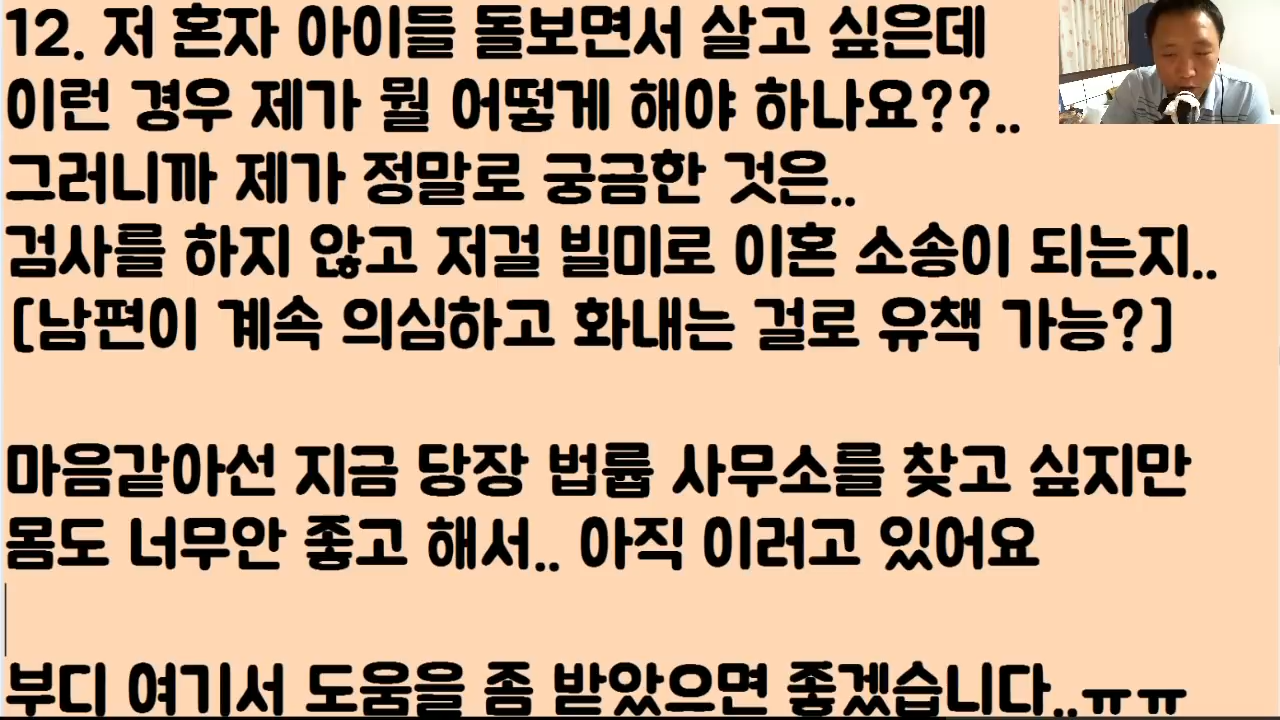 12. 저 혼자 아이들 돌보면서 살고 싶은데
이런 경우 제가 뭘 어떻게 해야 하나요??..
그러니까 제가 정말로 궁금한 것은..
검사를 하지 않고 저걸 빌미로 이혼 소송이 되는지..
[남편이 계속 의심하고 화내는 걸로 유책 가능?]
마음같아선 지금 당장 법률 사무소를 찾고 싶지만
몸도 너무안 좋고 해서.. 아직 이러고 있어요
부디 여기서 도움을 좀 받았으면 좋겠습니다..ㅠㅠ